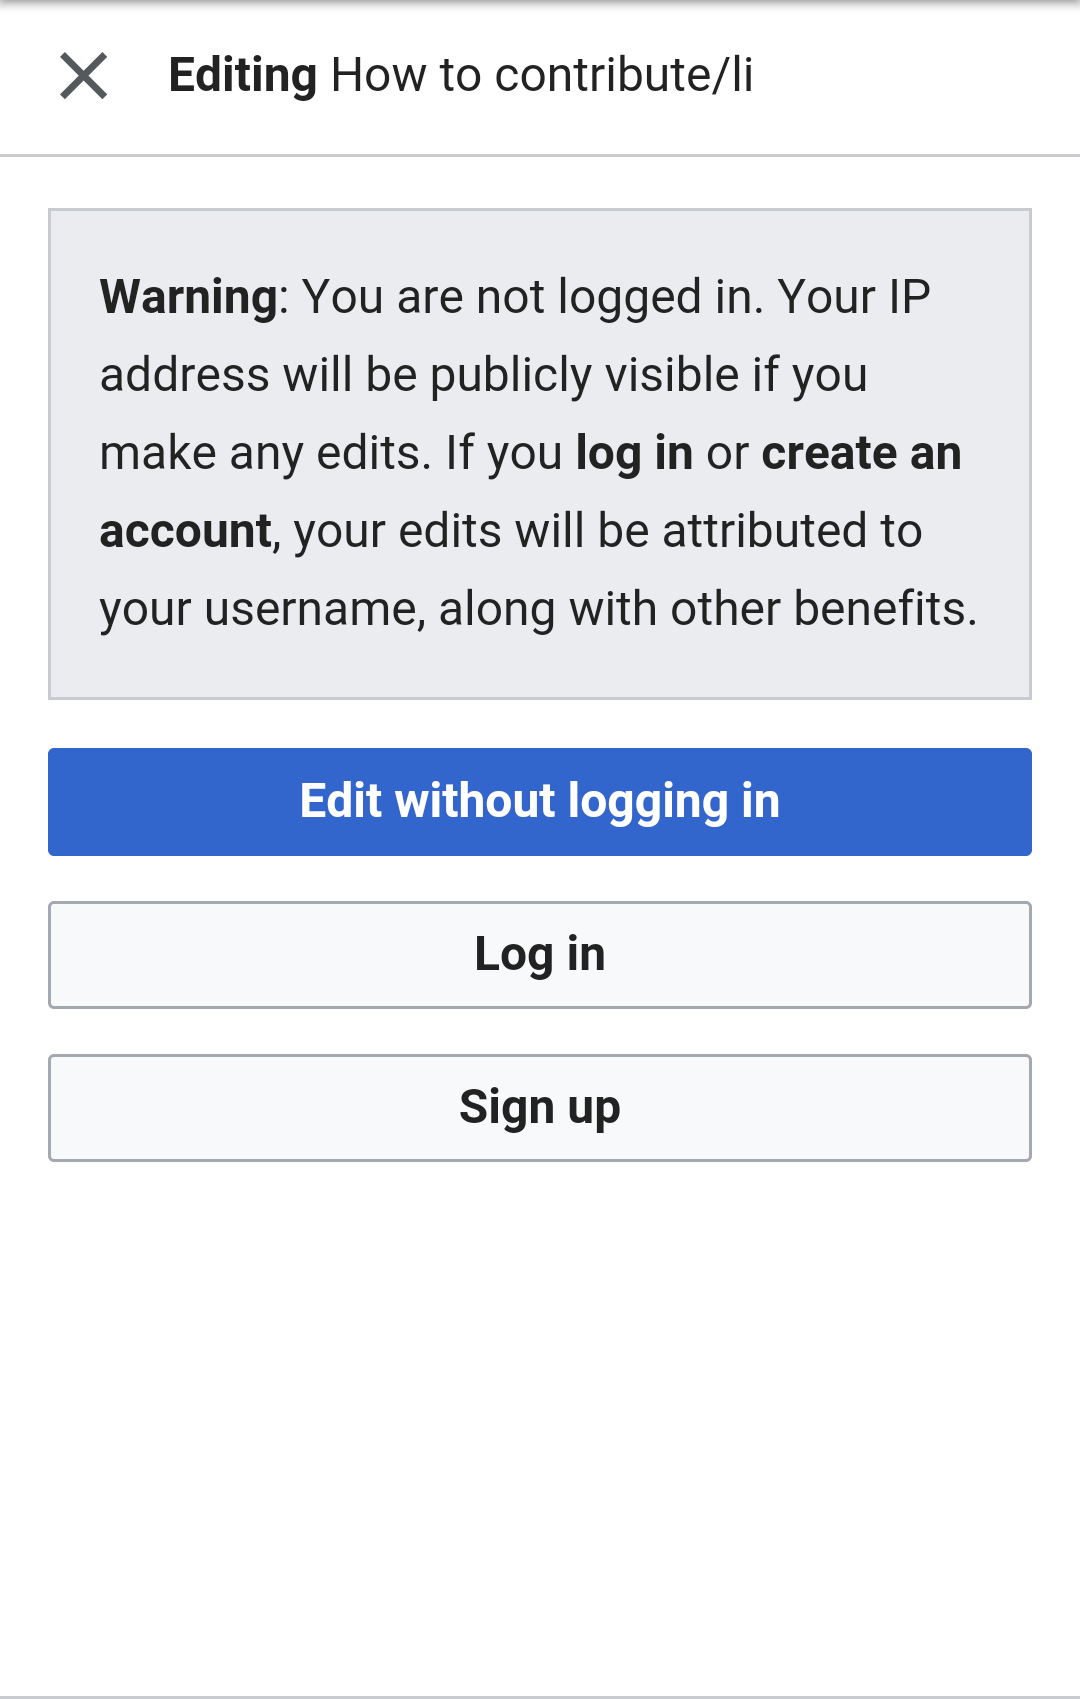 Editing How to contribute/li
Warning: You are not logged in. Your IP
address will be publicly visible if you
make any edits. If you log in or create an
account, your edits will be attributed to
your username, along with other benefits.
Edit without logging in
Log in
Sign up